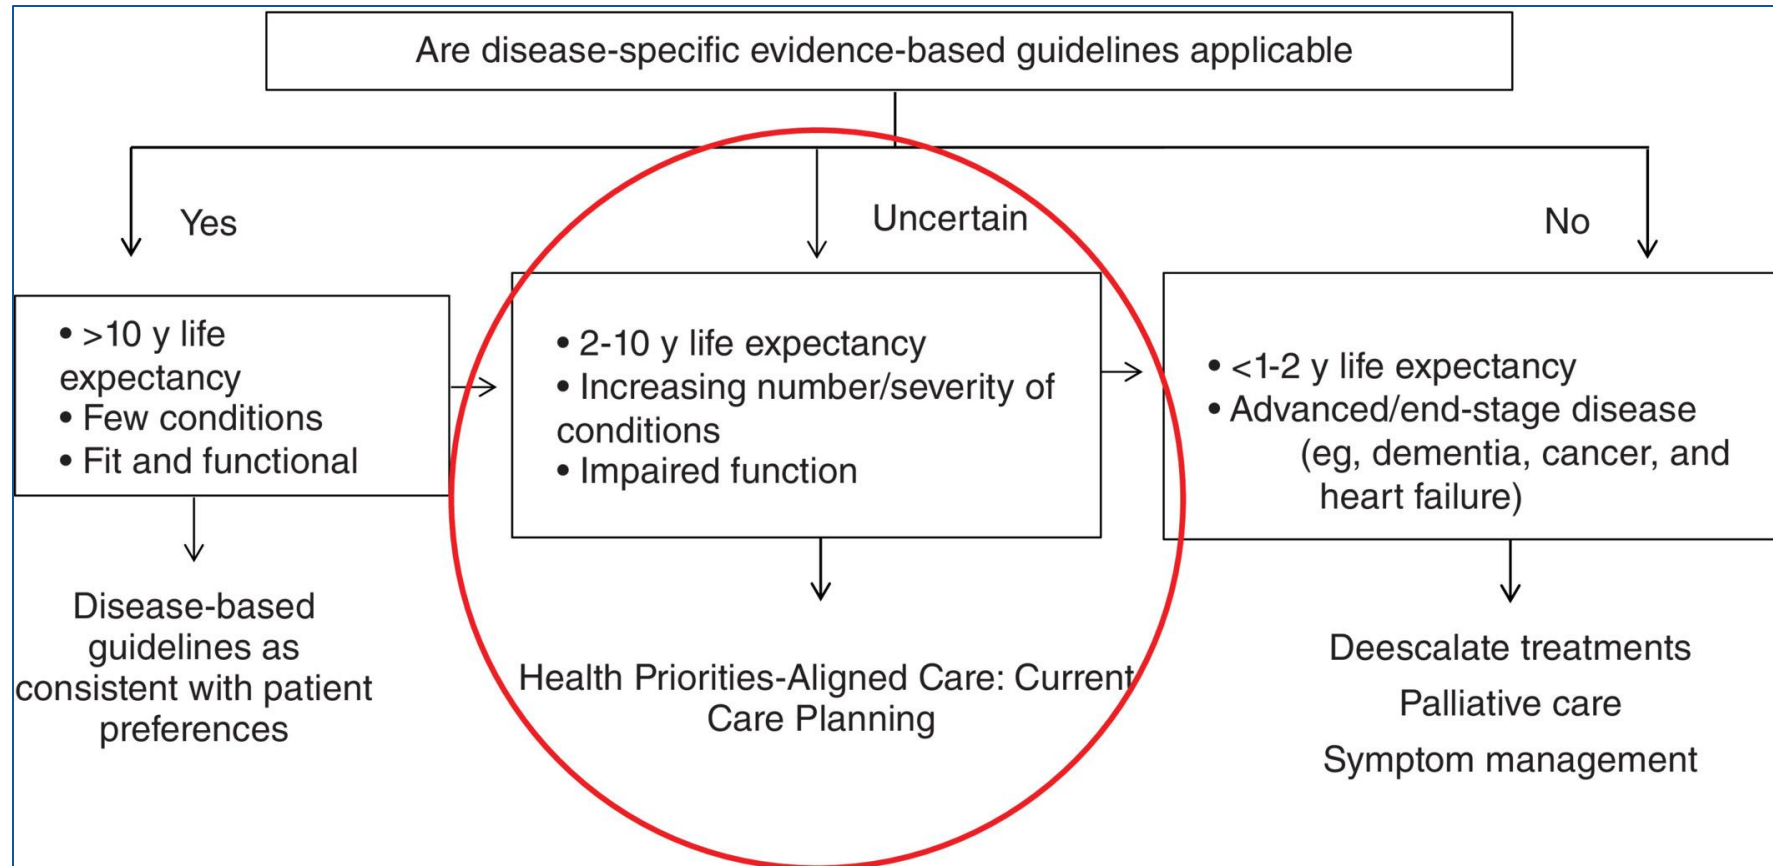 Are disease-specific evidence-based guidelines applicable
Yes
Uncertain
No
• >10 y life
expectancy
• Few conditions
• Fit and functional
• 2-10 y life expectancy
• Increasing number/severity of
conditions
• Impaired function
• <1-2 y life expectancy
• Advanced/end-stage disease
(eg, dementia, cancer, and
heart failure)
Disease-based
guidelines as
consistent with patient
preferences
Health Priorities-Aligned Care: Current
Care Planning
Deescalate treatments
Palliative care
Symptom management